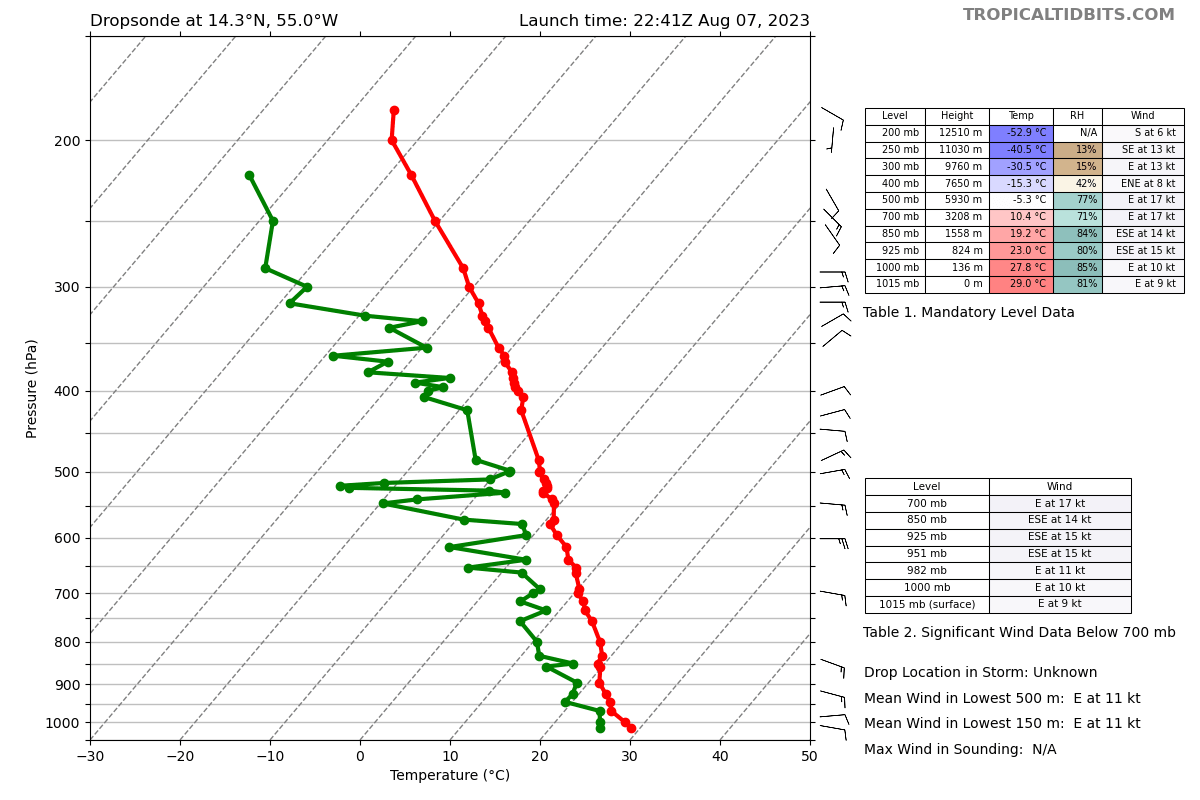 Dropsonde at 14.3°N, 55.0°W
Launch time: 22:41Z Aug 07, 2023
TROPICALTIDBITS.COM
Pressure (hPa)
200
300
400
500
600
700
800
900
1000
−30 −20 −10 0 10 20 30 40 50
Temperature (°C)
Level Height Temp RH Wind
200 mb 12510 m -52.9 °C N/A S at 6 kt
250 mb 11030 m -40.5 °C 13% SE at 13 kt
300 mb 9760 m -30.5 °C 15% E at 13 kt
400 mb 7650 m -15.3 °C 42% ENE at 8 kt
500 mb 5930 m -5.3 °C 77% E at 17 kt
700 mb 3208 m 10.4 °C 71% E at 17 kt
850 mb 1558 m 19.2 °C 84% ESE at 14 kt
925 mb 824 m 23.0 °C 80% ESE at 15 kt
1000 mb 136 m 27.8 °C 85% E at 10 kt
1015 mb 0 m 29.0 °C 81% E at 9 kt
Table 1. Mandatory Level Data
Level Wind
700 mb E at 17 kt
850 mb ESE at 14 kt
925 mb ESE at 15 kt
951 mb ESE at 15 kt
982 mb E at 11 kt
1000 mb E at 10 kt
1015 mb (surface) E at 9 kt
Table 2. Significant Wind Data Below 700 mb
Drop Location in Storm: Unknown
Mean Wind in Lowest 500 m: E at 11 kt
Mean Wind in Lowest 150 m: E at 11 kt
Max Wind in Sounding: N/A